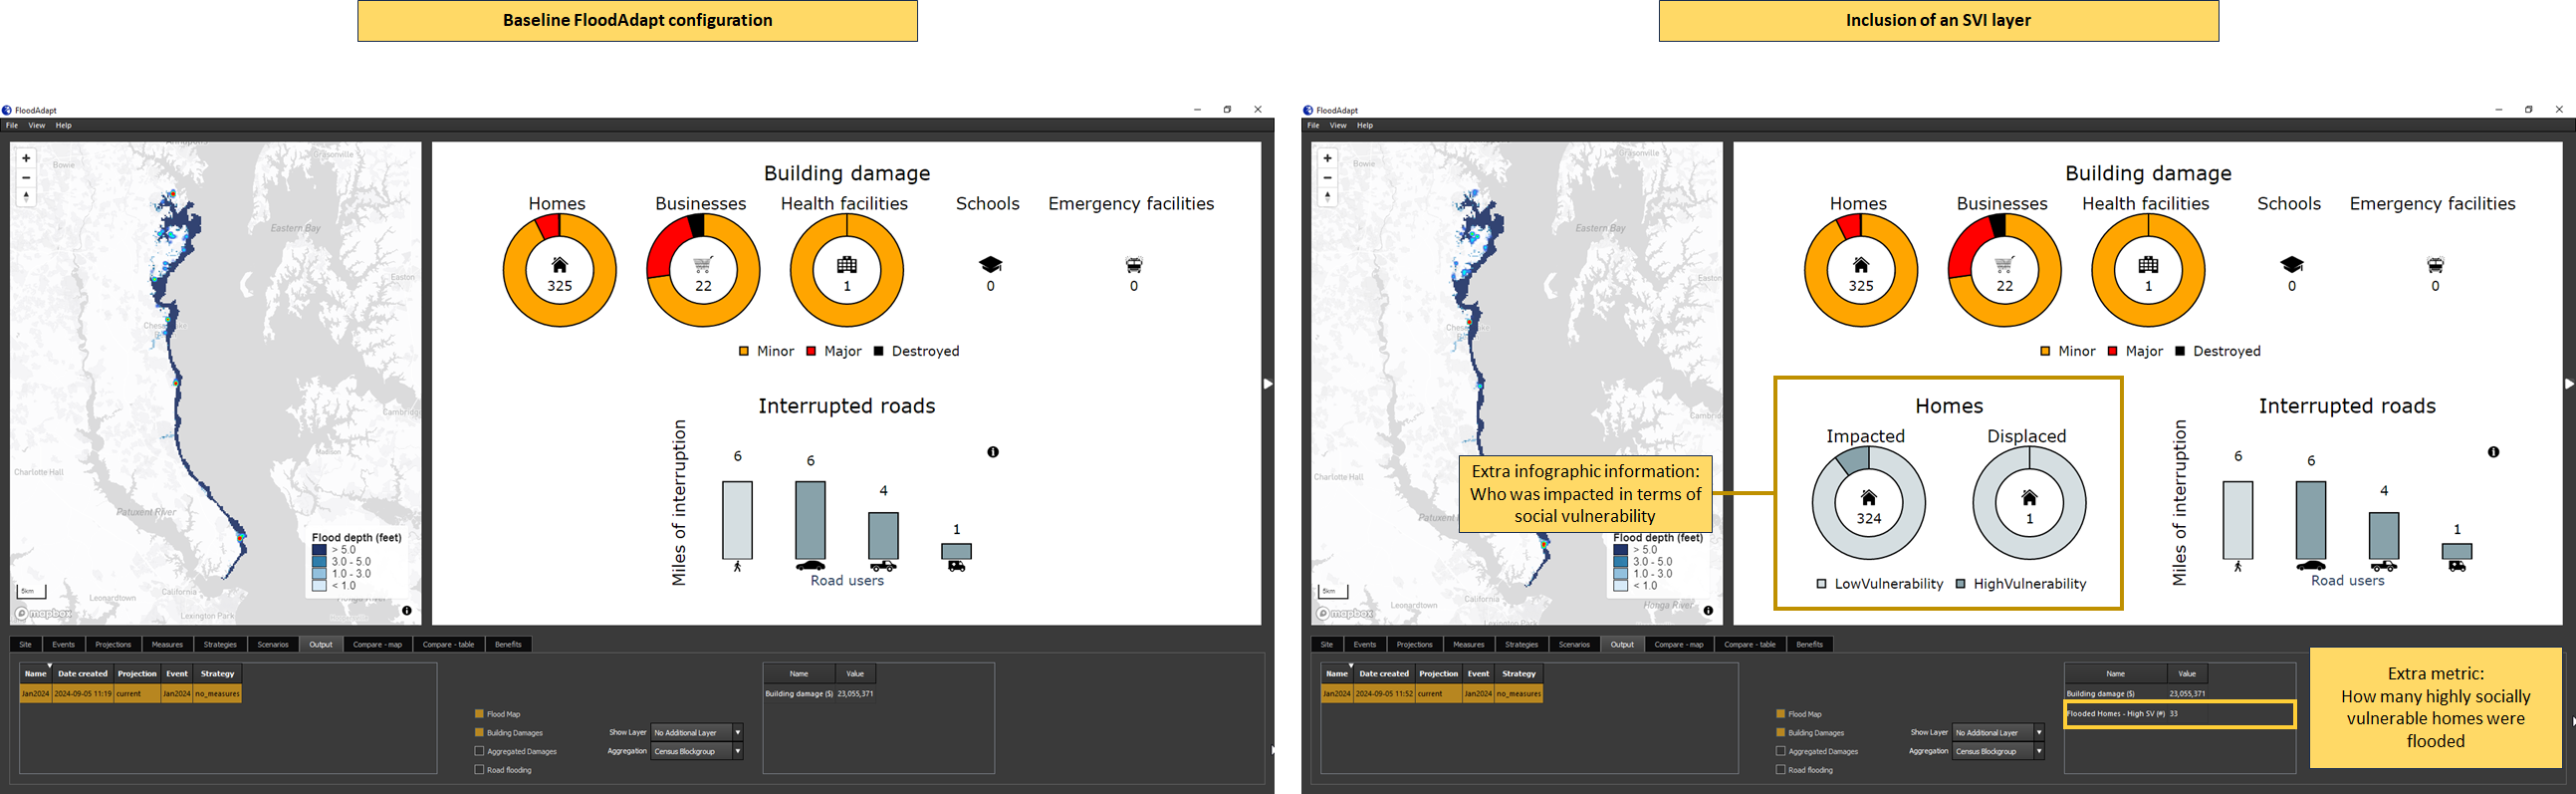 Baseline FloodAdapt configuration
FloodAdapt
File View Help
Bowie
Eastern Bay
Easton
Charlotte Hall
Patuxent River
Leonardtown
California
Lexington Park
Flood depth (feet)
> 5.0
3.0 - 5.0
1.0 - 3.0
< 1.0
5km
mapbox
Building damage
Homes Businesses Health facilities Schools Emergency facilities
325 22 1 0 0
Minor Major Destroyed
Interrupted roads
Miles of interruption
6 6 4 1
Road users
Site Events Projections Measures Strategies Scenarios Output Compare - map Compare - table Benefits
Name Date created Projection Event Strategy
Jan2024 2024-09-05 11:19 current Jan2024 no_measures
Flood Map
Building Damages
Aggregated Damages
Road flooding
Show Layer No Additional Layer
Aggregation Census Blockgroup
Name Value
Building damage ($) 23,055,371
Inclusion of an SVI layer
FloodAdapt
File View Help
Bowie
Eastern Bay
Easton
Charlotte Hall
Leonardtown
California
Lexington Park
Honga River
Flood depth (feet)
> 5.0
3.0 - 5.0
1.0 - 3.0
< 1.0
5km
mapbox
Extra infographic information:
Who was impacted in terms of
social vulnerability
Building damage
Homes Businesses Health facilities Schools Emergency facilities
325 22 1 0 0
Minor Major Destroyed
Homes
Impacted Displaced
324 1
LowVulnerability HighVulnerability
Interrupted roads
Miles of interruption
6 6 4 1
Road users
Site Events Projections Measures Strategies Scenarios Output Compare - map Compare - table Benefits
Name Date created Projection Event Strategy
Jan2024 2024-09-05 11:52 current Jan2024 no_measures
Flood Map
Building Damages
Aggregated Damages
Road flooding
Show Layer No Additional Layer
Aggregation Census Blockgroup
Name Value
Building damage ($) 23,055,371
Flooded Homes - High SV (#) 33
Extra metric:
How many highly socially
vulnerable homes were
flooded